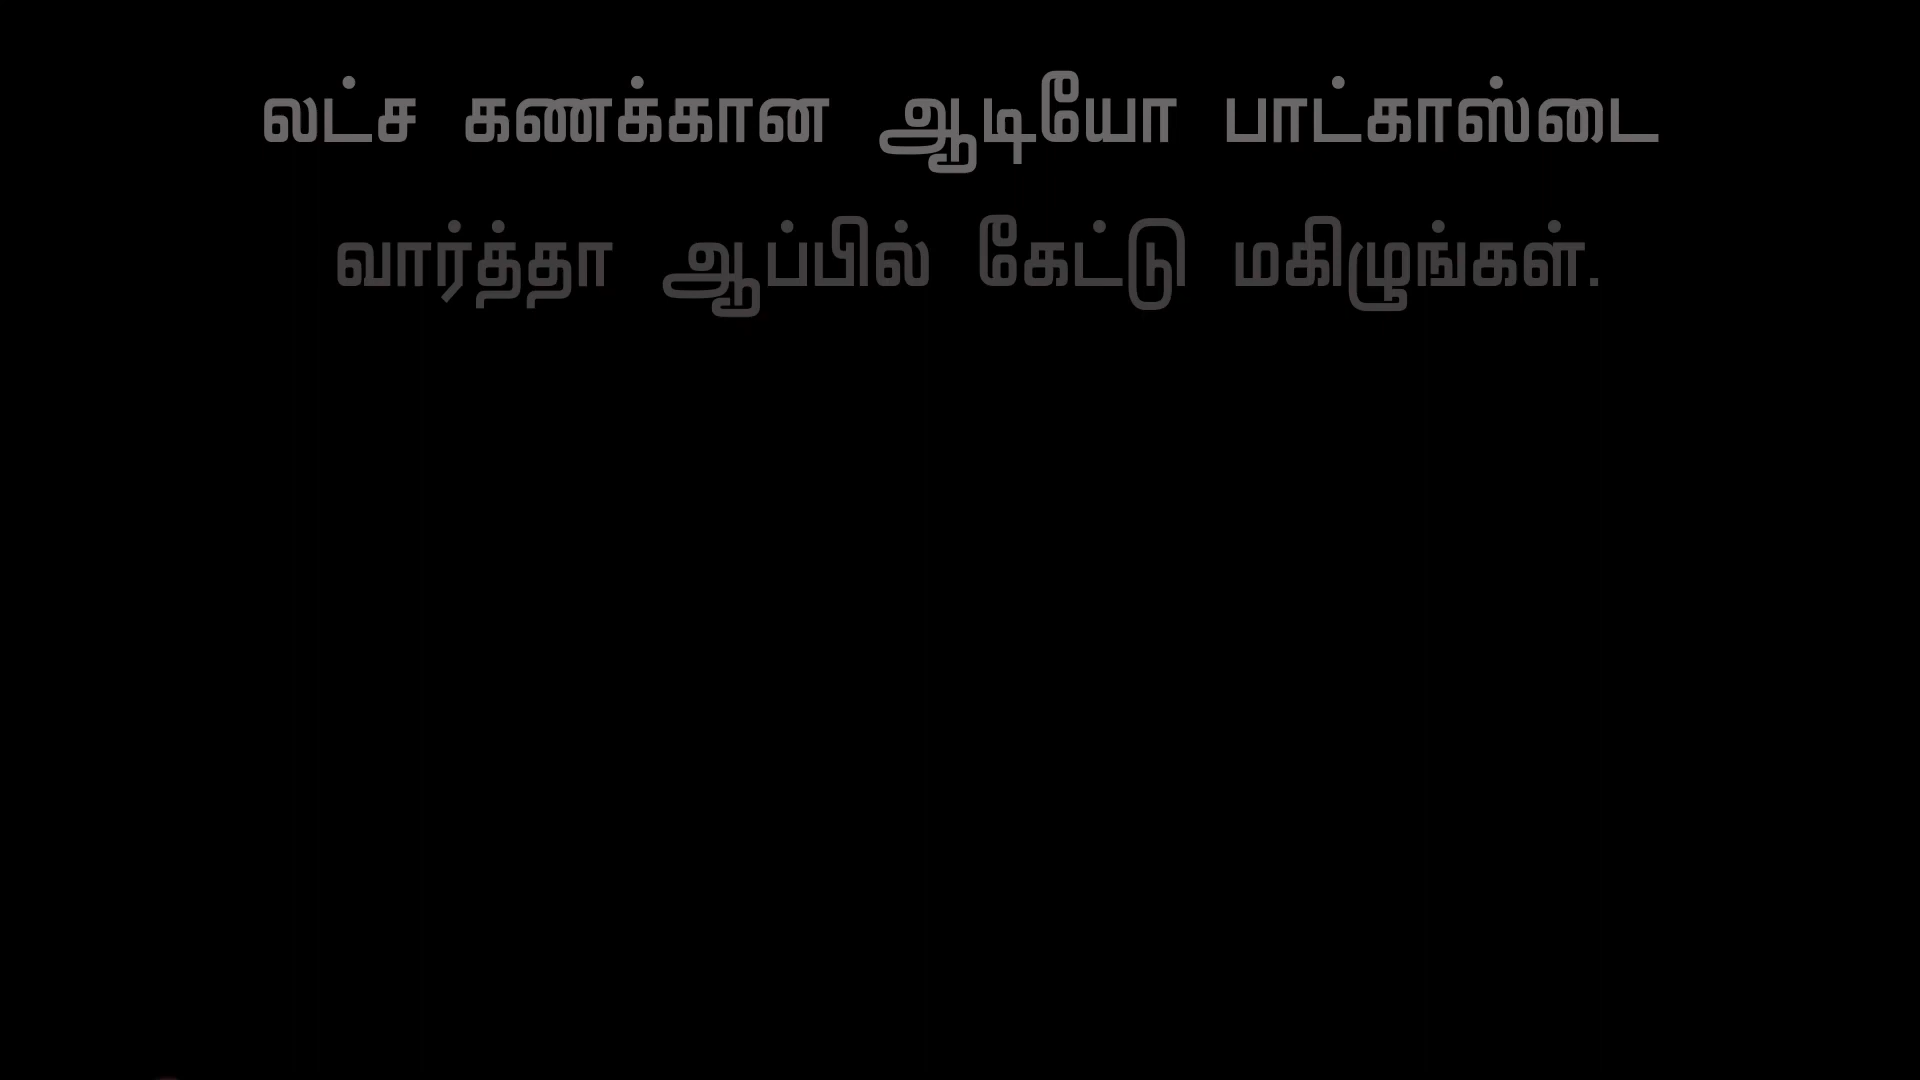 லட்ச கணக்கான ஆடியோ பாட்காஸ்டை
வார்த்தா ஆப்பில் கேட்டு மகிழுங்கள்.